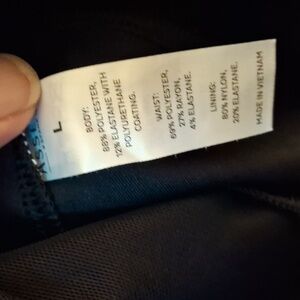 L
BODY:
88% POLYESTER,
12% ELASTANE WITH
POLYURETHANE
COATING.
WAIST:
69% POLYESTER,
27% RAYON,
4% ELASTANE.
LINING:
80% NYLON,
20% ELASTANE.
MADE IN VIETNAM